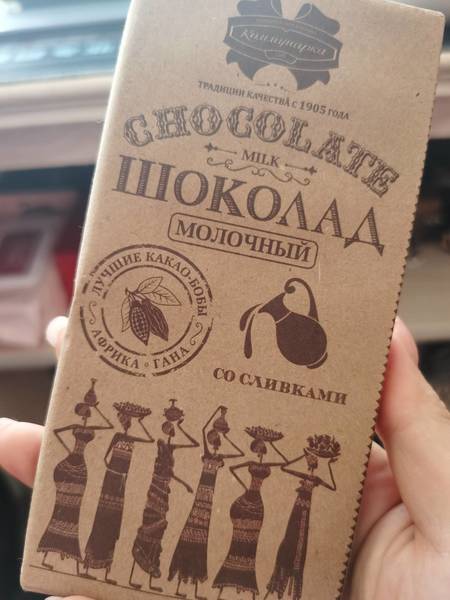 Коммунарка
ТРАДИЦИИ КАЧЕСТВА С 1905 ГОДА
CHOCOLATE
MILK
ШОКОЛАД
МОЛОЧНЫЙ
ЛУЧШИЕ КАКАО-БОБЫ
АФРИКА ГАНА
СО СЛИВКАМИ